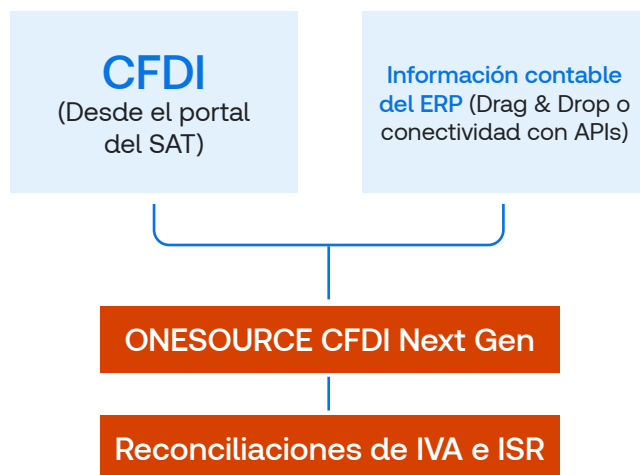 CFDI
(Desde el portal
del SAT)
Información contable
del ERP (Drag & Drop o
conectividad con APIs)
ONESOURCE CFDI Next Gen
Reconciliaciones de IVA e ISR